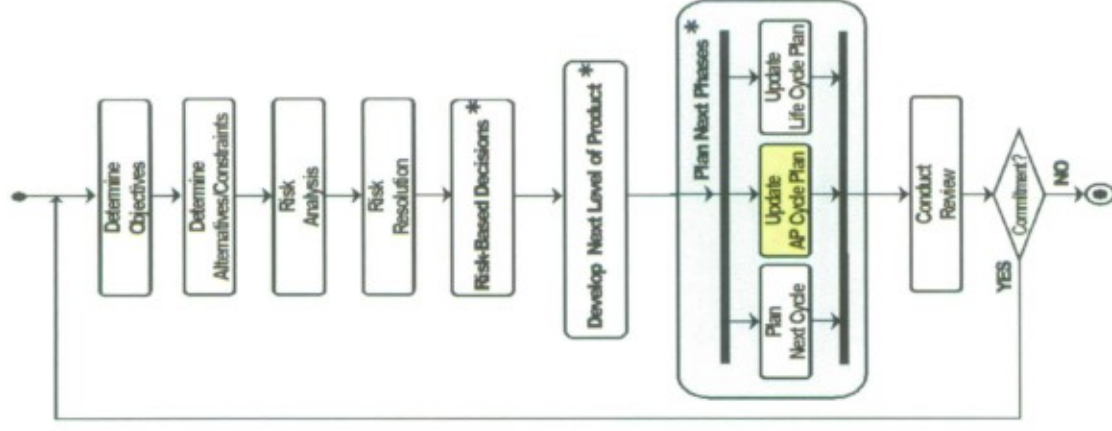 Determine
Objectives
Determine
Alternatives/Constraints
Risk
Analysis
Risk
Resolution
Risk-Based Decisions *
Develop Next Level of Product *
Plan Next Phases *
Plan
Next Cycle
Update
AP Cycle Plan
Update
Life Cycle Plan
Conduct
Review
Commitment?
YES
NO